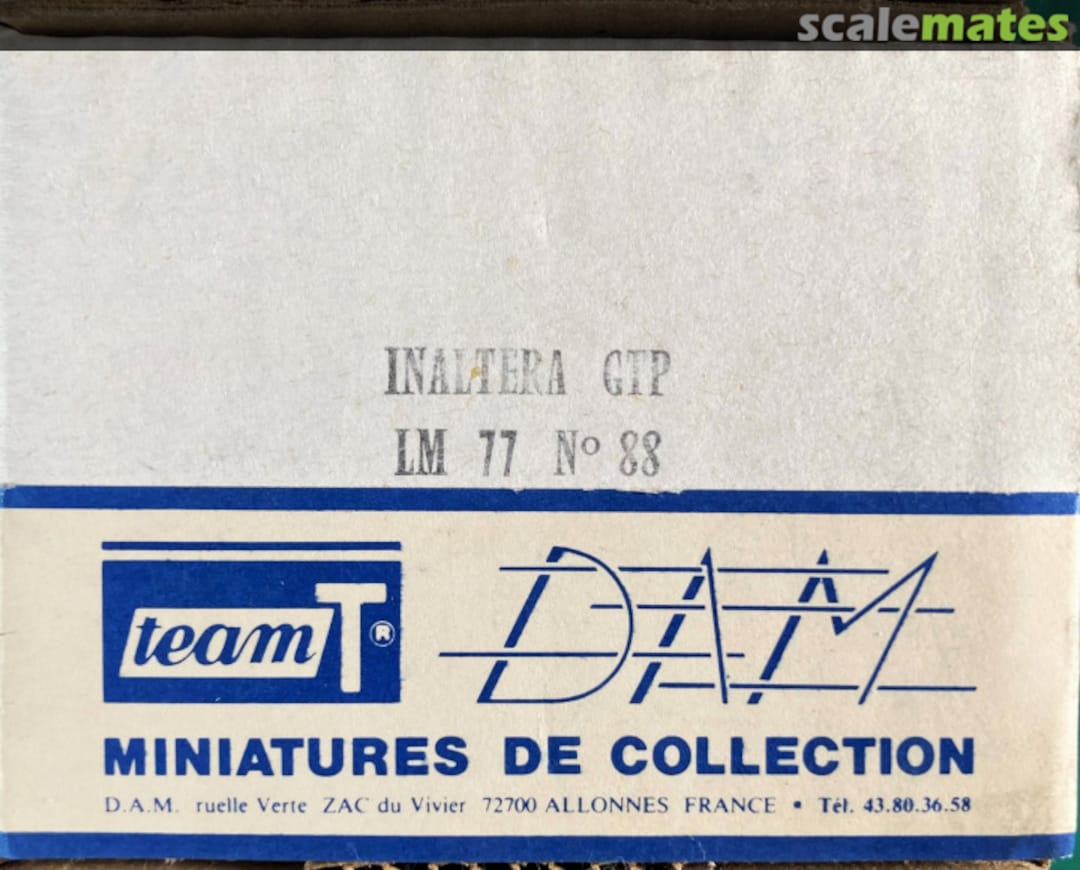 scalemates
INALTERA GTP
LM 77 Nº 88
team T ® DAM
MINIATURES DE COLLECTION
D.A.M. ruelle Verte ZAC du Vivier 72700 ALLONNES FRANCE • Tél. 43.80.36.58